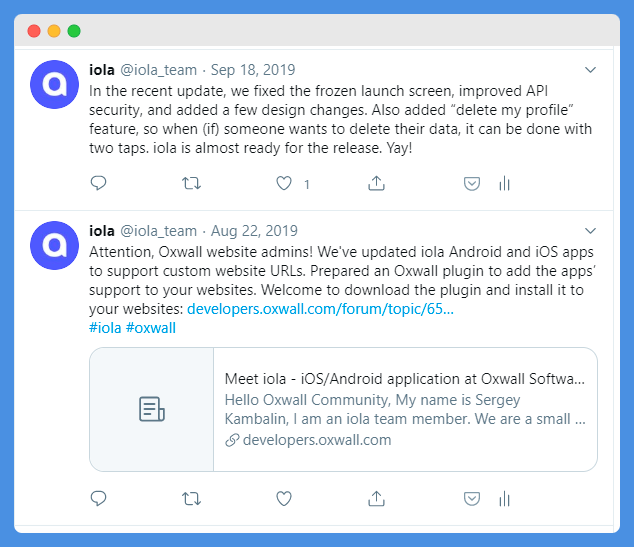 iola @iola_team · Sep 18, 2019
In the recent update, we fixed the frozen launch screen, improved API
security, and added a few design changes. Also added “delete my profile”
feature, so when (if) someone wants to delete their data, it can be done with
two taps. iola is almost ready for the release. Yay!
1
iola @iola_team · Aug 22, 2019
Attention, Oxwall website admins! We've updated iola Android and iOS apps
to support custom website URLs. Prepared an Oxwall plugin to add the apps’
support to your websites. Welcome to download the plugin and install it to
your websites: developers.oxwall.com/forum/topic/65...
#iola #oxwall
Meet iola - iOS/Android application at Oxwall Softwa...
Hello Oxwall Community, My name is Sergey
Kambalin, I am an iola team member. We are a small ...
developers.oxwall.com